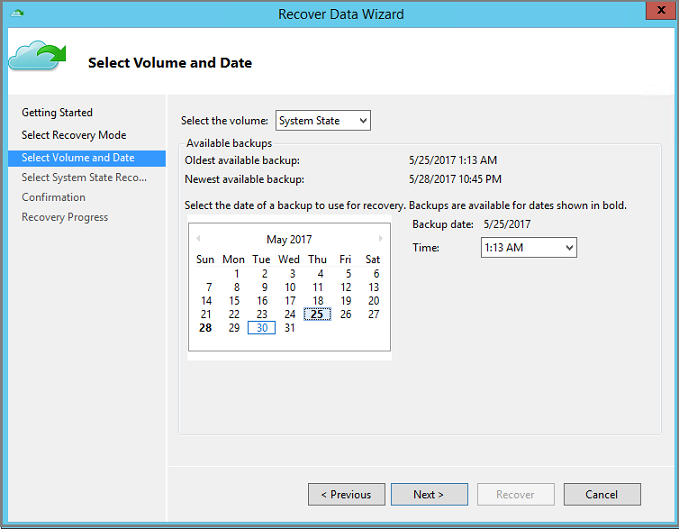 Recover Data Wizard
X
Select Volume and Date
Getting Started
Select Recovery Mode
Select Volume and Date
Select System State Reco...
Confirmation
Recovery Progress
Select the volume: System State
Available backups
Oldest available backup: 5/25/2017 1:13 AM
Newest available backup: 5/28/2017 10:45 PM
Select the date of a backup to use for recovery. Backups are available for dates shown in bold.
Backup date: 5/25/2017
Time: 1:13 AM
May 2017
Sun Mon Tue Wed Thu Fri Sat
1 2 3 4 5 6
7 8 9 10 11 12 13
14 15 16 17 18 19 20
21 22 23 24 25 26 27
28 29 30 31
< Previous
Next >
Recover
Cancel